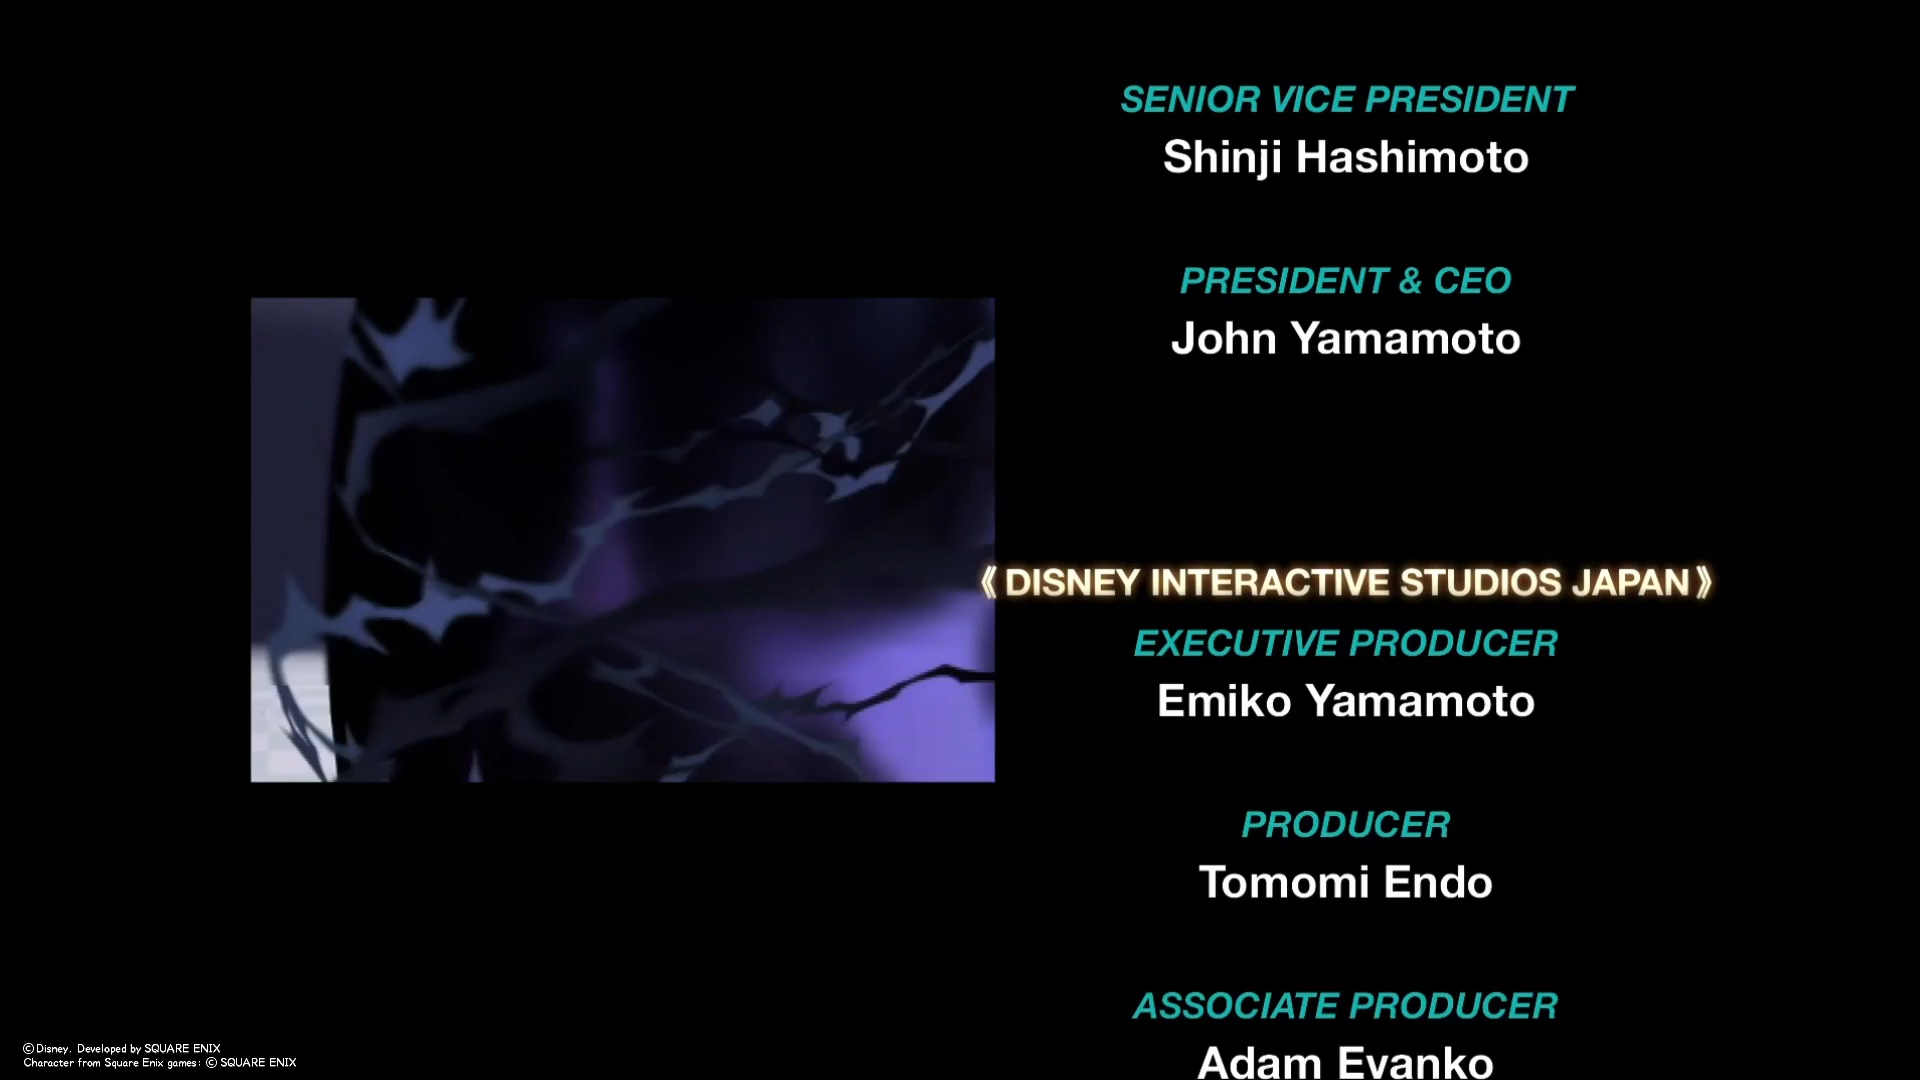 SENIOR VICE PRESIDENT
Shinji Hashimoto
PRESIDENT & CEO
John Yamamoto
《DISNEY INTERACTIVE STUDIOS JAPAN》
EXECUTIVE PRODUCER
Emiko Yamamoto
PRODUCER
Tomomi Endo
ASSOCIATE PRODUCER
Adam Evanko
©Disney. Developed by SQUARE ENIX
Character from Square Enix games: © SQUARE ENIX